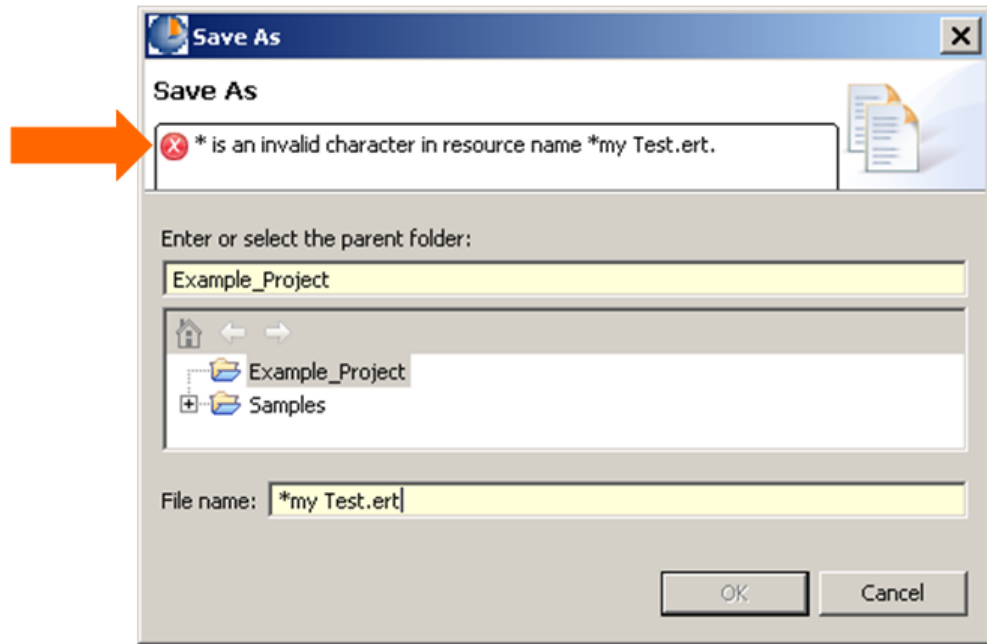 Save As
Save As
* is an invalid character in resource name *my Test.ert.
Enter or select the parent folder:
Example_Project
Example_Project
Samples
File name: *my Test.ert
OK Cancel